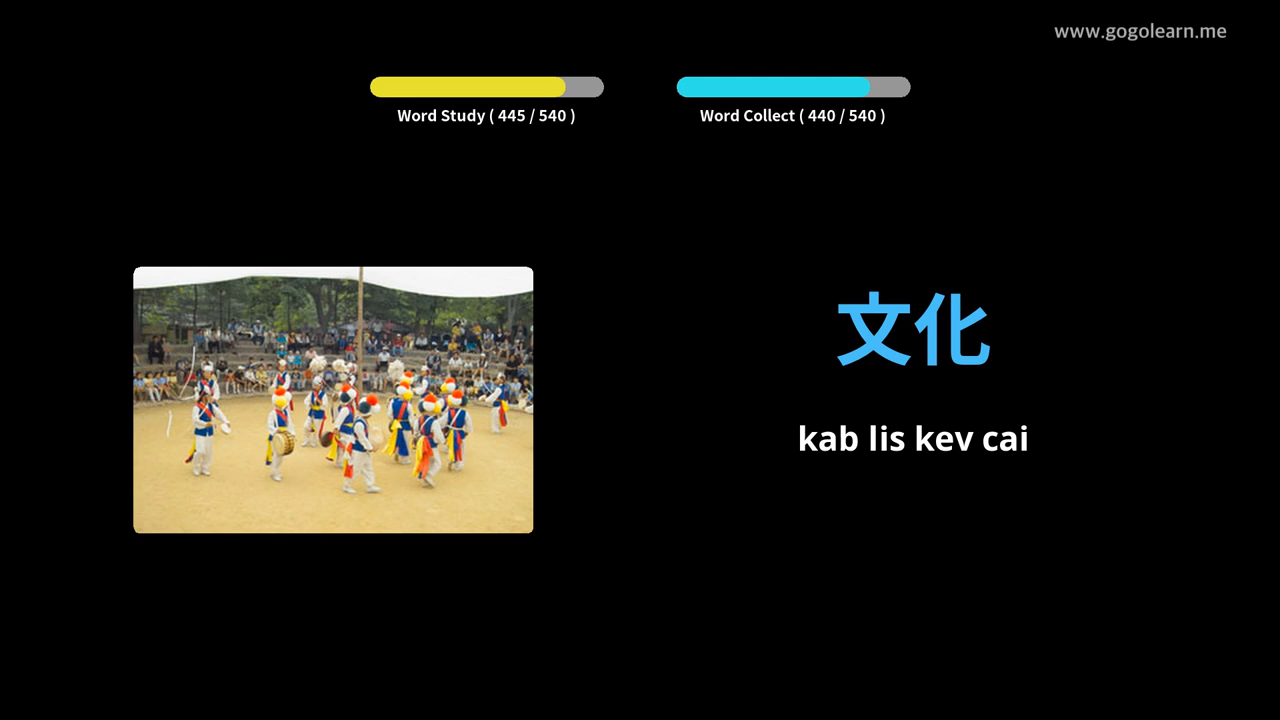 www.gogolearn.me
Word Study ( 445 / 540 )
Word Collect ( 440 / 540 )
文化
kab lis kev cai